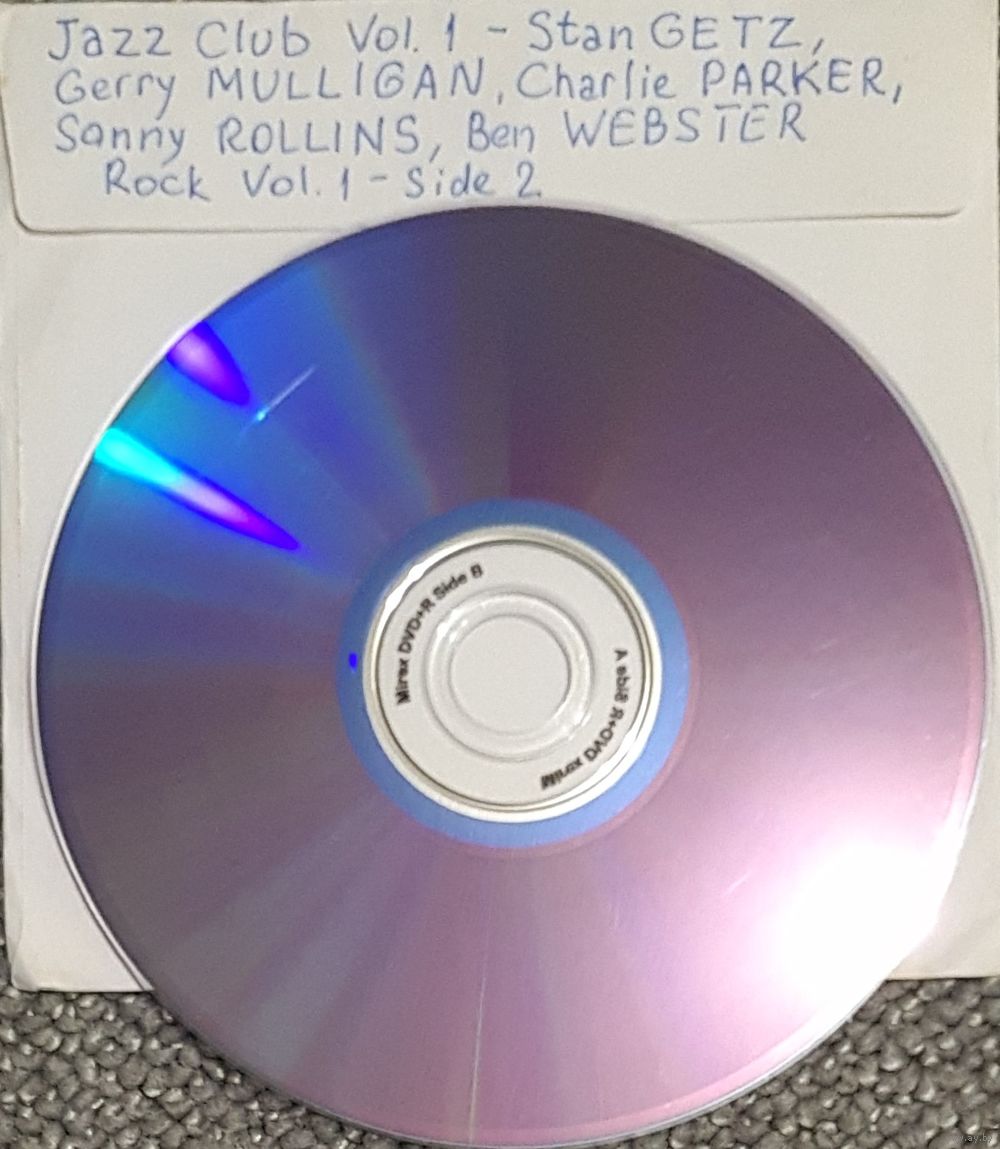 Jazz Club Vol. 1 - Stan GETZ,
Gerry MULLIGAN, Charlie PARKER,
Sonny ROLLINS, Ben WEBSTER
Rock Vol. 1 - Side 2
Mirex DVD+R Side B
Mirex DVD+R Side A